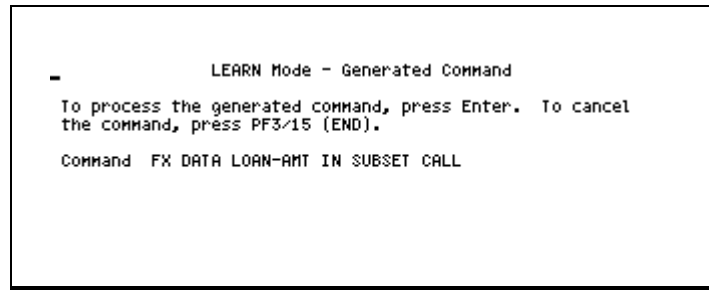 LEARN Mode - Generated Command
To process the generated command, press Enter.  To cancel
the command, press PF3/15 (END).
Command  FX DATA LOAN-AMT IN SUBSET CALL